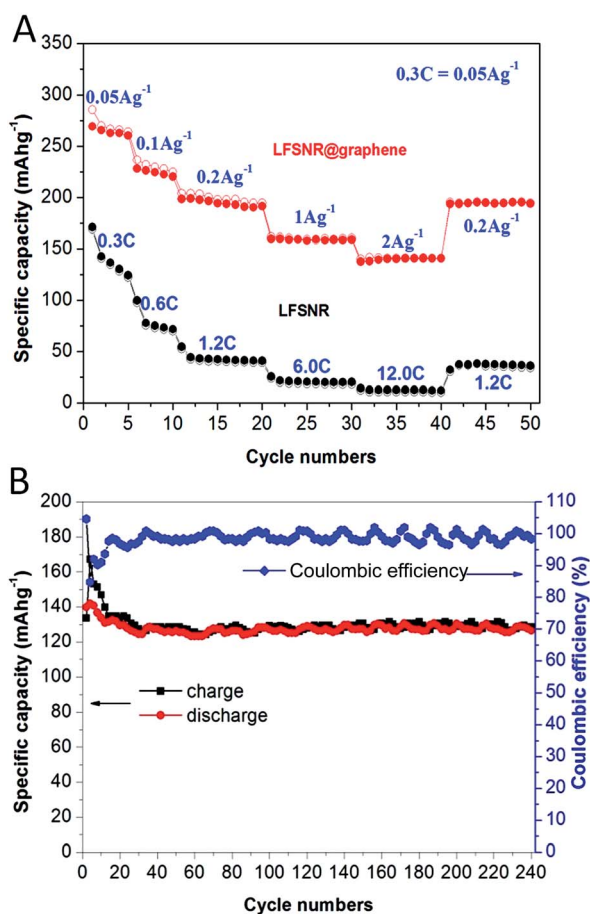 A
350
300
250
200
150
100
50
0
Specific capacity (mAhg⁻¹)
0.3C = 0.05Ag⁻¹
0.05Ag⁻¹
0.1Ag⁻¹
0.2Ag⁻¹
LFSNR@graphene
1Ag⁻¹
2Ag⁻¹
0.2Ag⁻¹
0.3C
0.6C
LFSNR
1.2C
6.0C
12.0C
1.2C
0 5 10 15 20 25 30 35 40 45 50
Cycle numbers
B
200
180
160
140
120
100
80
60
40
20
0
Specific capacity (mAhg⁻¹)
Coulombic efficiency
charge
discharge
110
100
90
80
70
60
50
40
30
20
10
0
Coulombic efficiency (%)
0 20 40 60 80 100 120 140 160 180 200 220 240
Cycle numbers